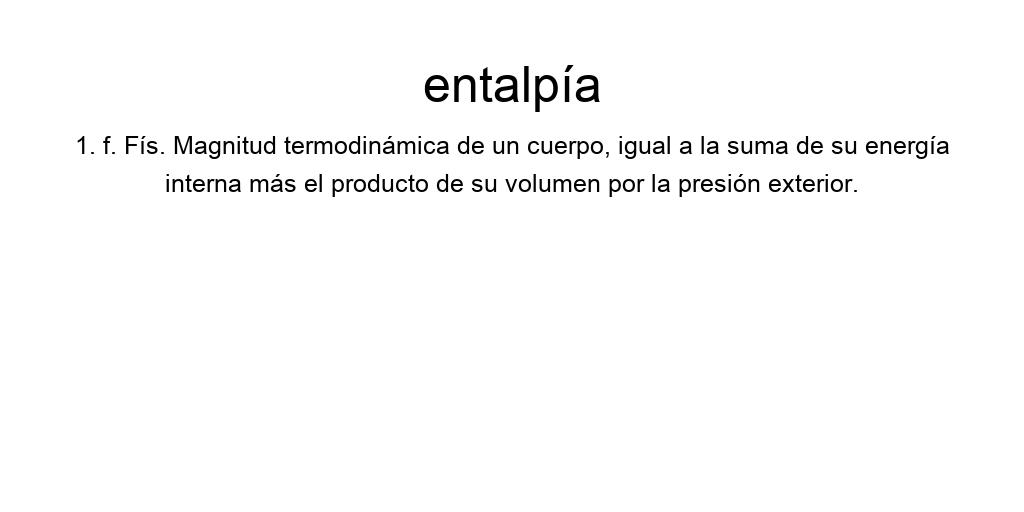 entalpía
1. f. Fís. Magnitud termodinámica de un cuerpo, igual a la suma de su energía
interna más el producto de su volumen por la presión exterior.